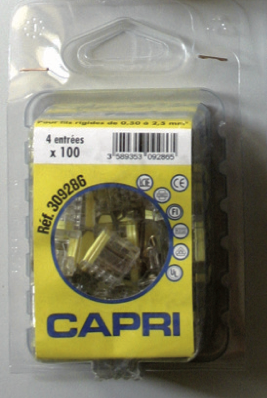 Pour fils rigides de 0,50 à 2,5 mm²
4 entrées
x 100
3 589353 092865
Réf. 309286
CAPRI